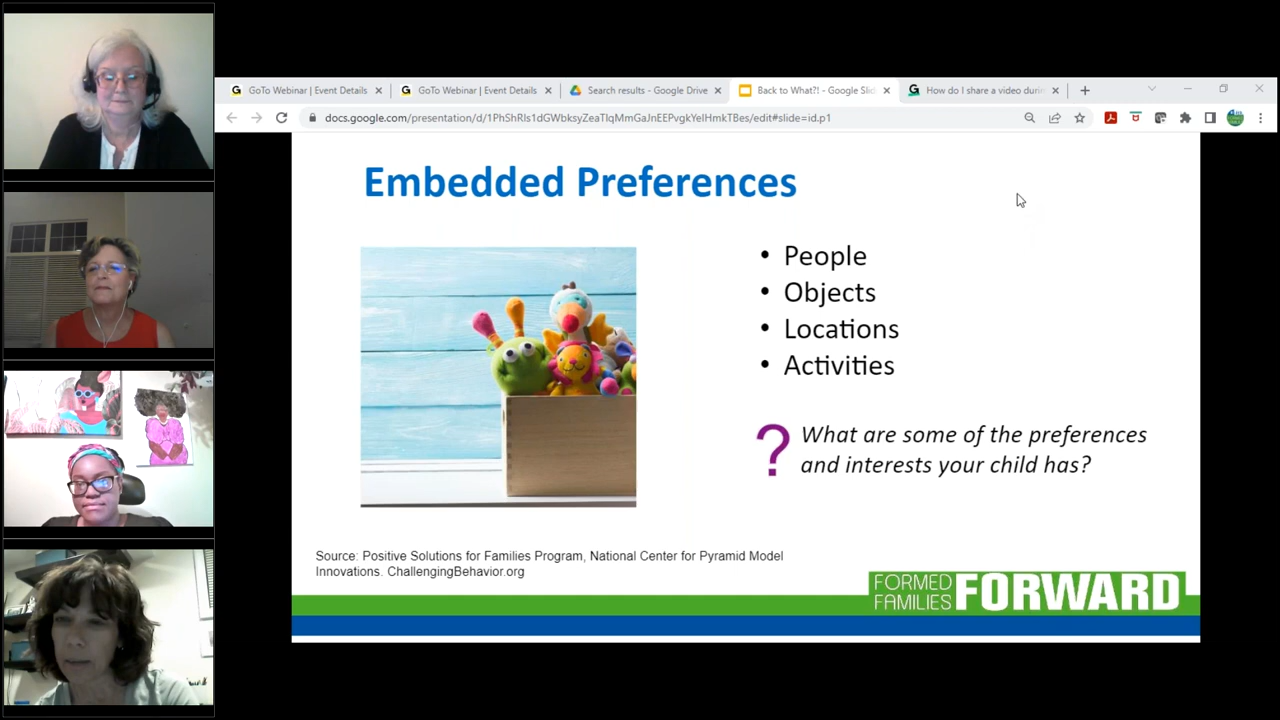 GoTo Webinar | Event Details
GoTo Webinar | Event Details
Search results - Google Drive
Back to What?! - Google Slid
How do I share a video durin
docs.google.com/presentation/d/1PhShRls1dGWbksyZeaTlqMmGaJnEEPvgkYelHmkTBes/edit#slide=id.p1
Embedded Preferences
• People
• Objects
• Locations
• Activities
? What are some of the preferences
and interests your child has?
Source: Positive Solutions for Families Program, National Center for Pyramid Model
Innovations. ChallengingBehavior.org
FORMED
FAMILIES
FORWARD